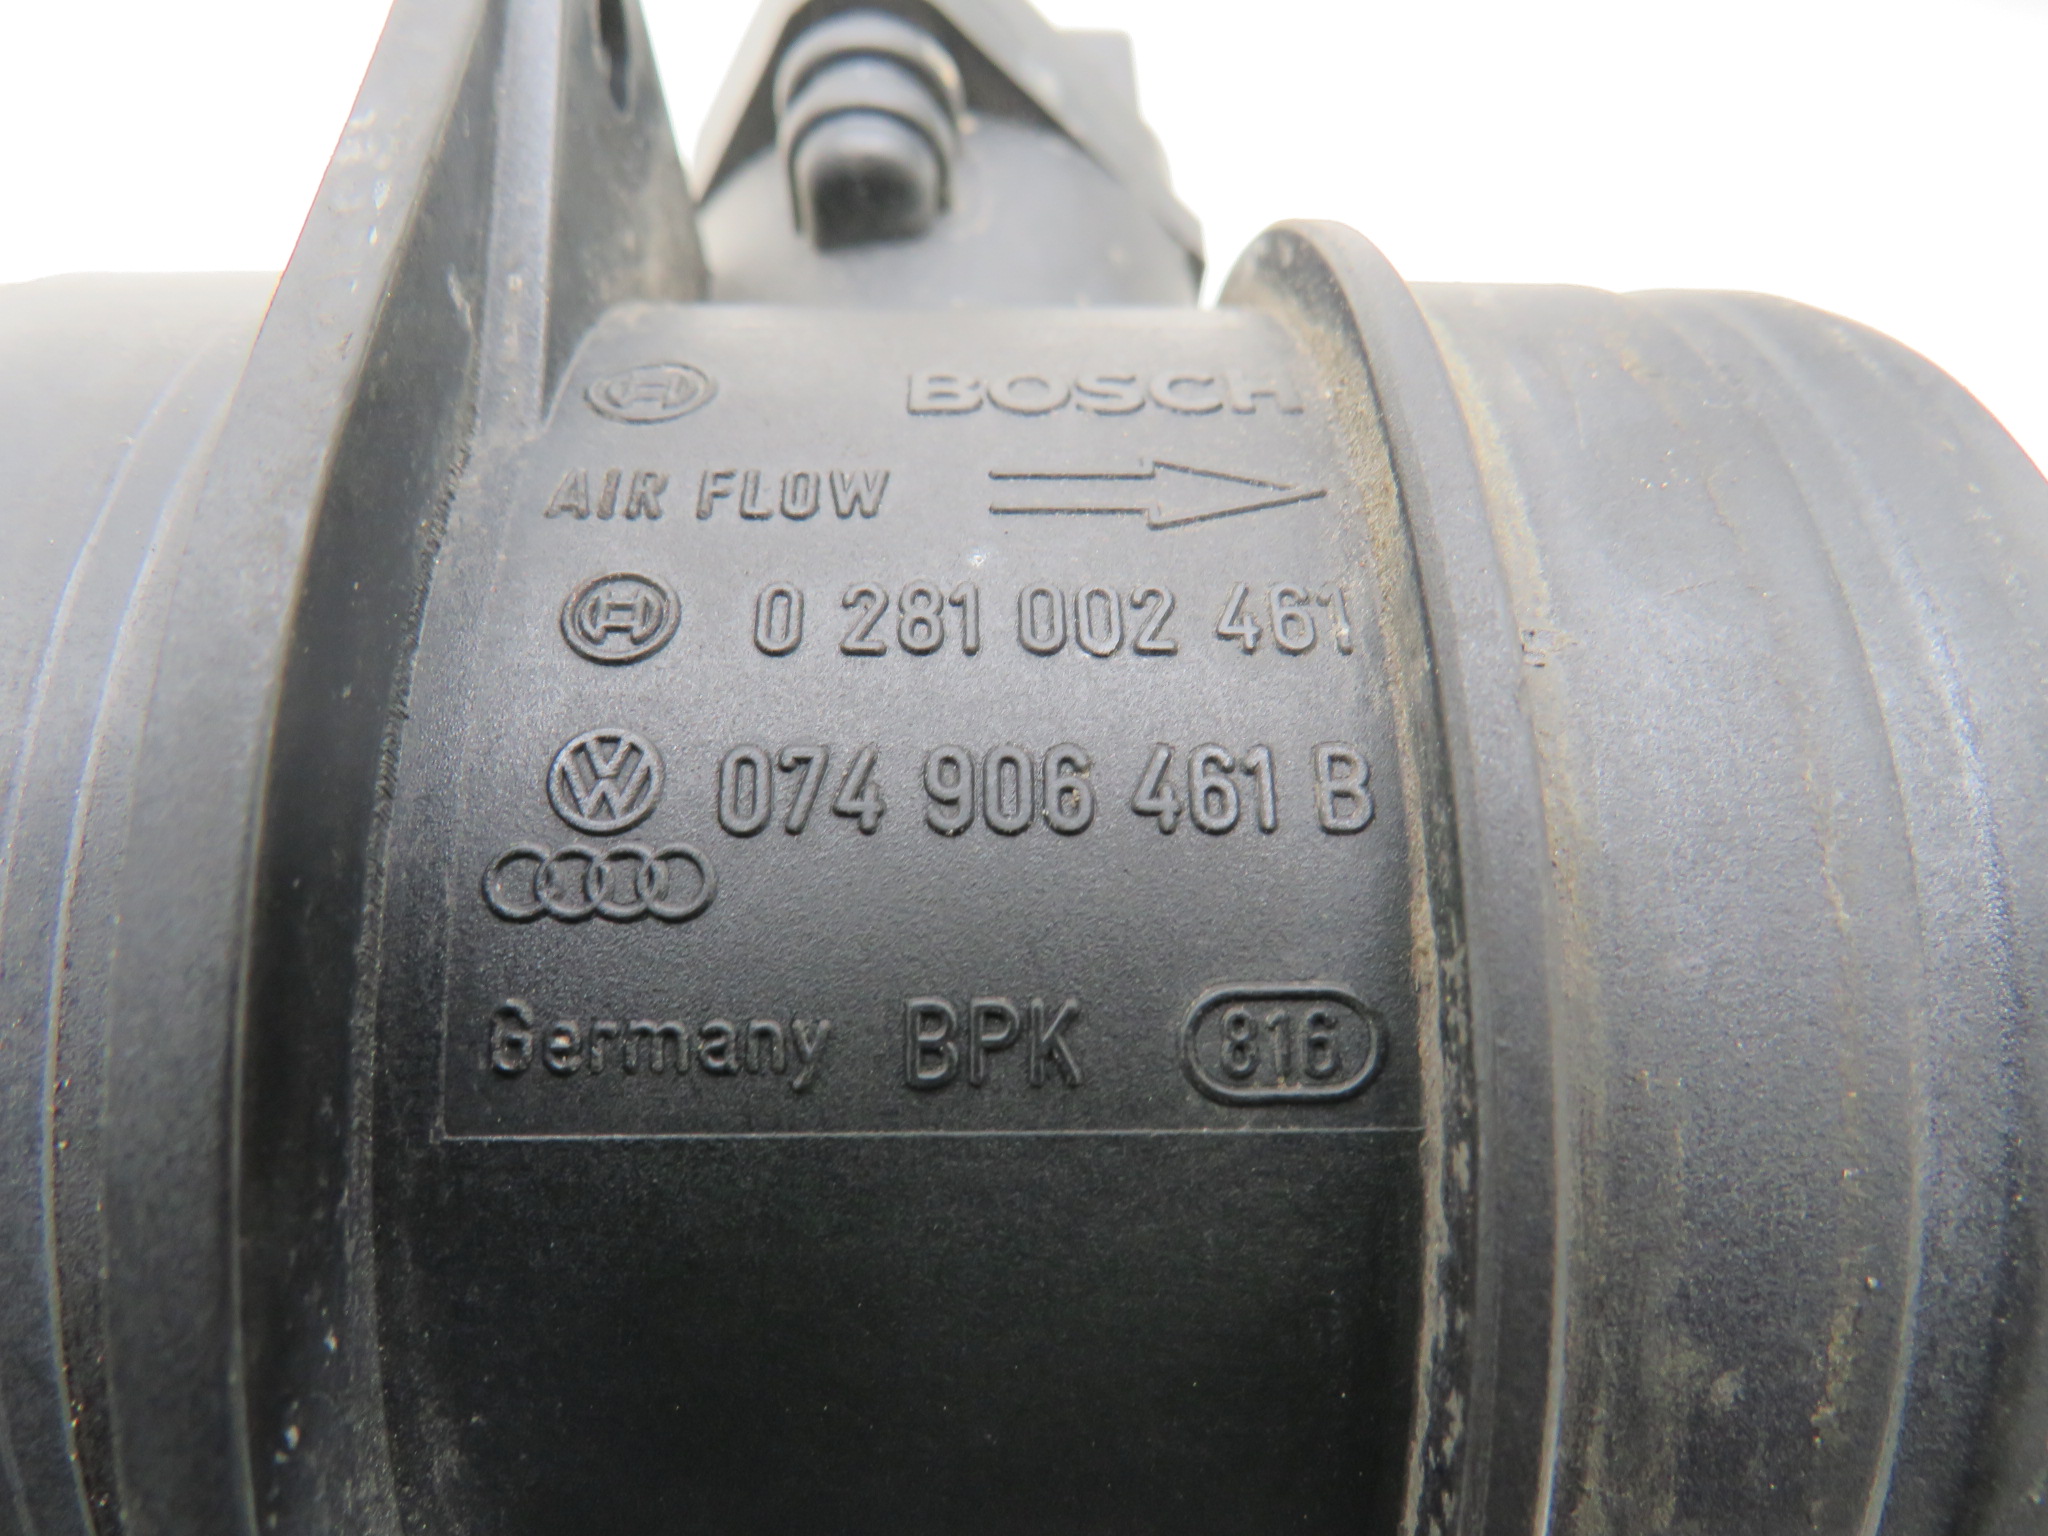 BOSCH
AIR FLOW
0 281 002 461
074 906 461 B
Germany BPK 816